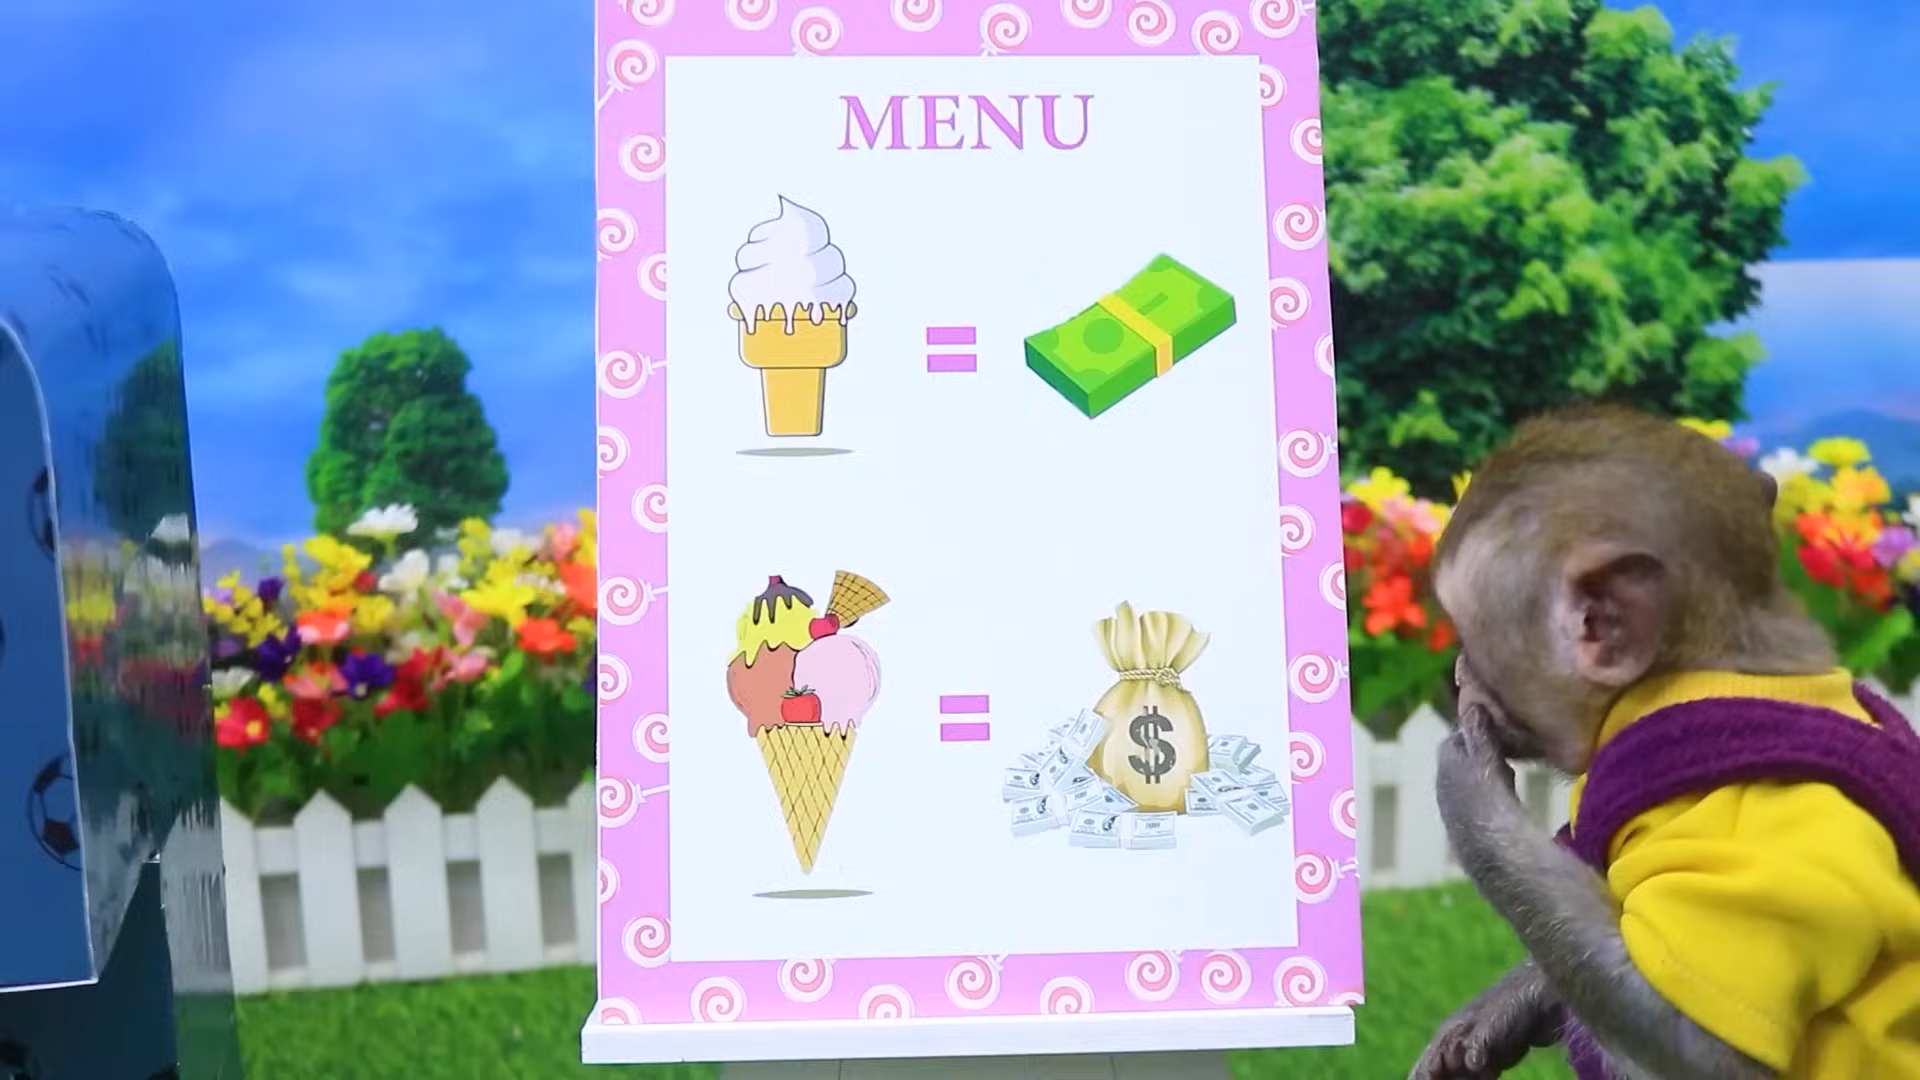 MENU
=
=
$